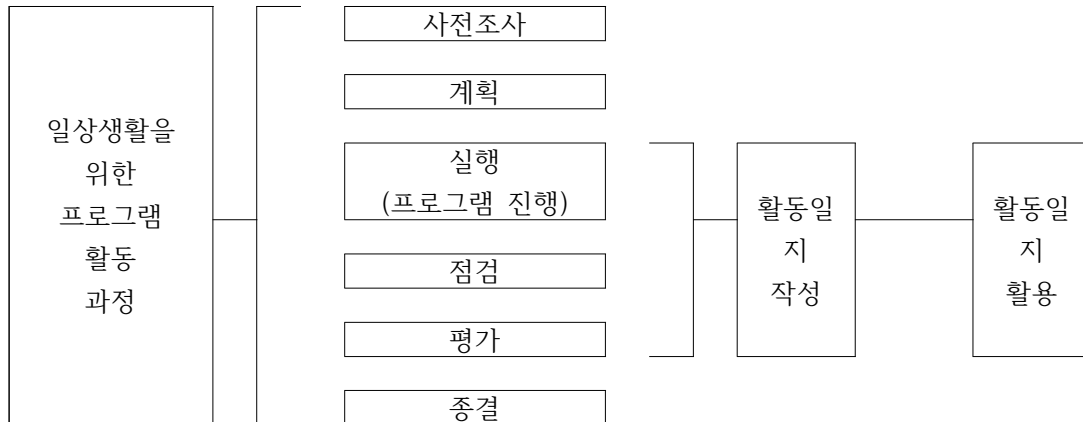 일상생활을
위한
프로그램
활동
과정
사전조사
계획
실행
(프로그램 진행)
점검
평가
종결
활동일
지
작성
활동일
지
활용